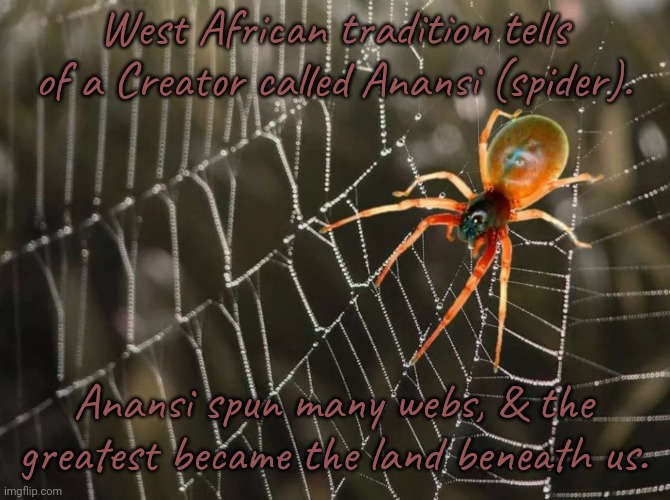 West African tradition tells
of a Creator called Anansi (spider).
Anansi spun many webs, & the
greatest became the land beneath us.
imgflip.com